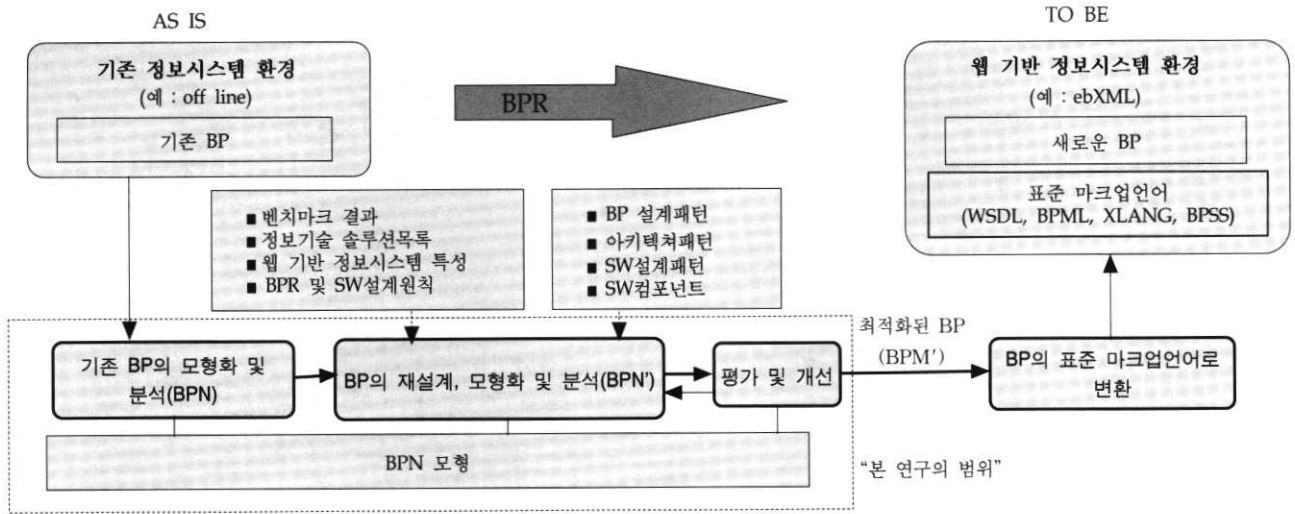 AS IS
TO BE
기존 정보시스템 환경
(예 : off line)
기존 BP
BPR
웹 기반 정보시스템 환경
(예 : ebXML)
새로운 BP
표준 마크업언어
(WSDL, BPML, XLANG, BPSS)
■ 벤치마크 결과
■ 정보기술 솔루션목록
■ 웹 기반 정보시스템 특성
■ BPR 및 SW설계원칙
■ BP 설계패턴
■ 아키텍쳐패턴
■ SW설계패턴
■ SW컴포넌트
기존 BP의 모형화 및
분석(BPN)
BP의 재설계, 모형화 및 분석(BPN')
평가 및 개선
최적화된 BP
(BPM')
BP의 표준 마크업언어로
변환
BPN 모형
“본 연구의 범위”